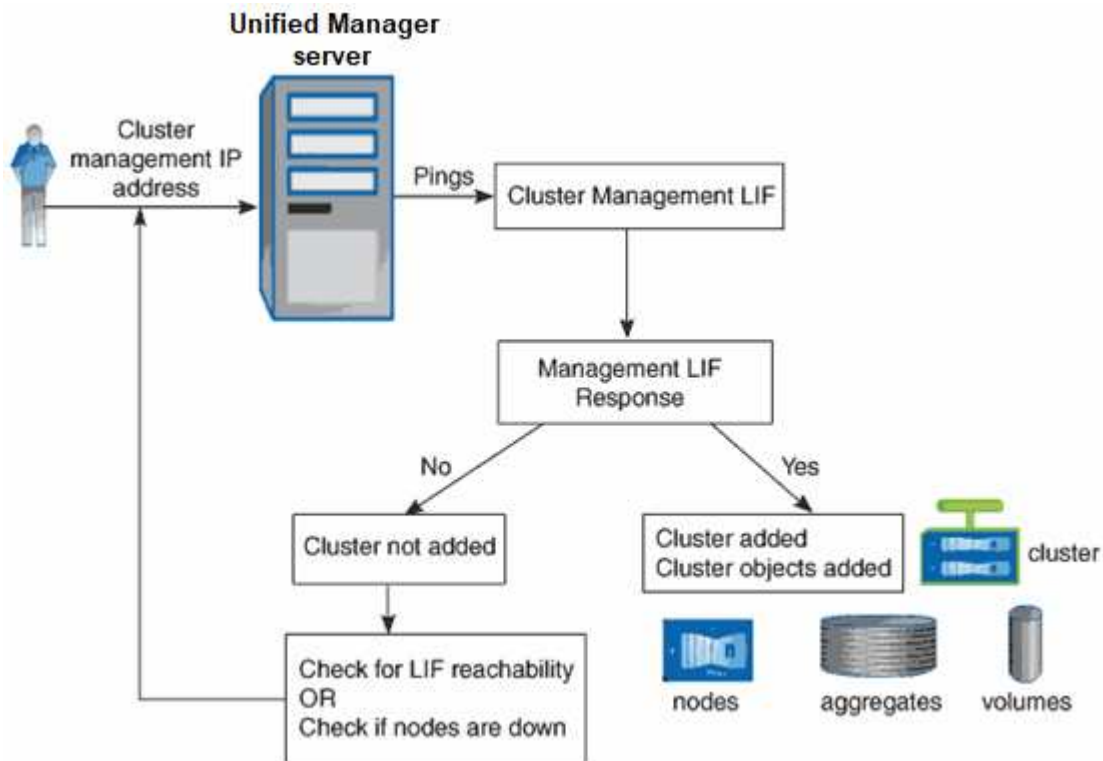 Unified Manager
server
Cluster
management IP
address
Pings
Cluster Management LIF
Management LIF
Response
No
Yes
Cluster not added
Cluster added
Cluster objects added
cluster
Check for LIF reachability
OR
Check if nodes are down
nodes
aggregates
volumes